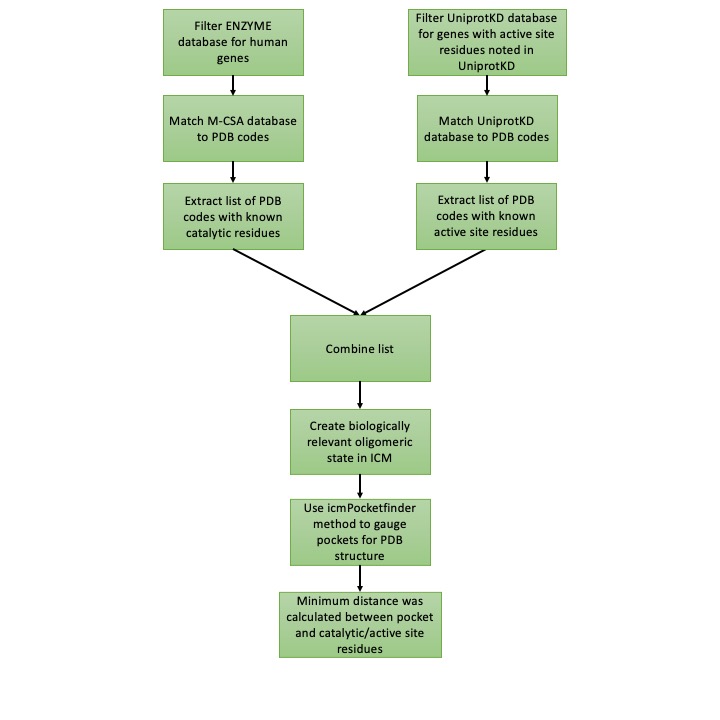 Filter ENZYME
database for human
genes
Filter UniprotKD database
for genes with active site
residues noted in
UniprotKD
Match M-CSA database
to PDB codes
Match UniprotKD
database to PDB codes
Extract list of PDB
codes with known
catalytic residues
Extract list of PDB
codes with known
active site residues
Combine list
Create biologically
relevant oligomeric
state in ICM
Use icmPocketfinder
method to gauge
pockets for PDB
structure
Minimum distance was
calculated between pocket
and catalytic/active site
residues